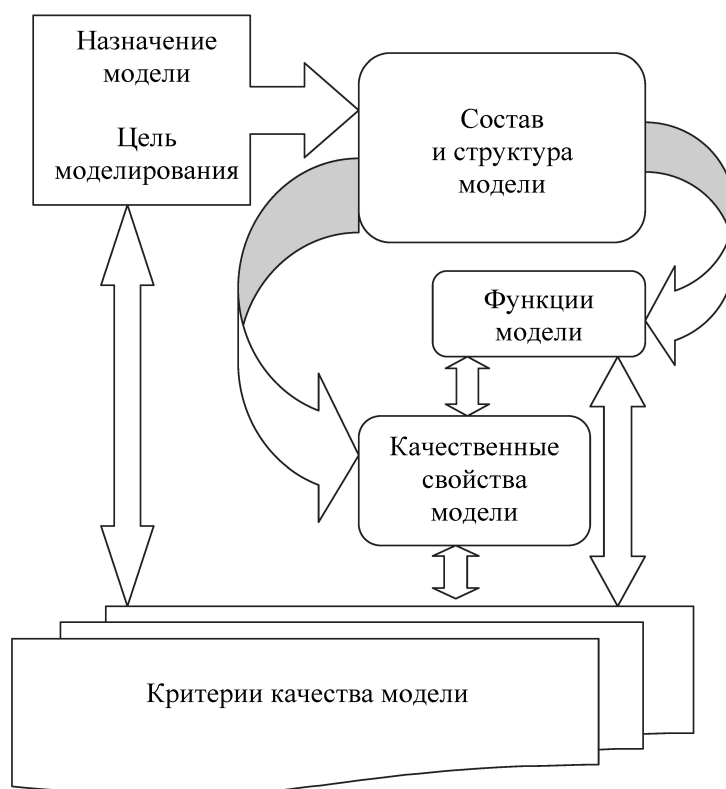 Назначение
модели
Цель
моделирования
Состав
и структура
модели
Функции
модели
Качественные
свойства
модели
Критерии качества модели